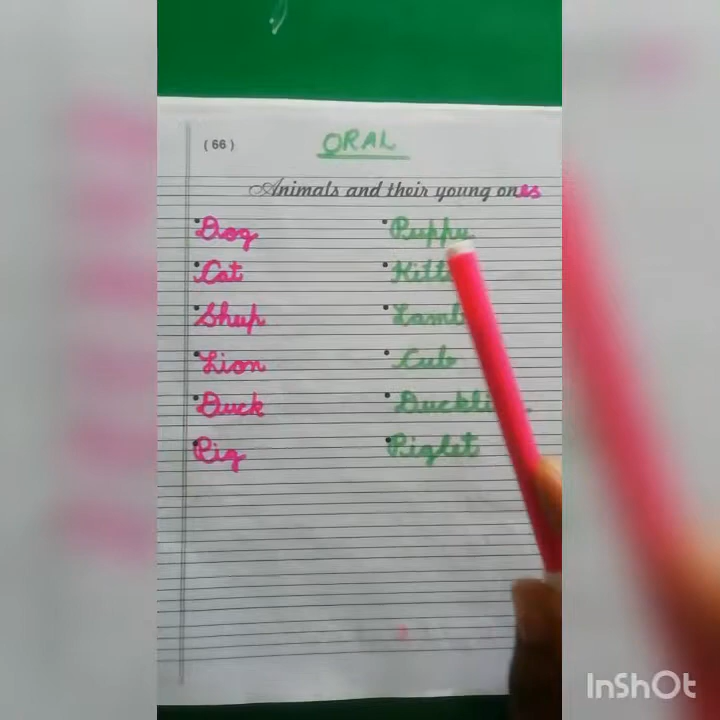 (66) ORAL
Animals and their young ones
Dog Puppy
Cat
Sheep Lamb
Lion Cub
Duck
Pig Piglet
InShOt